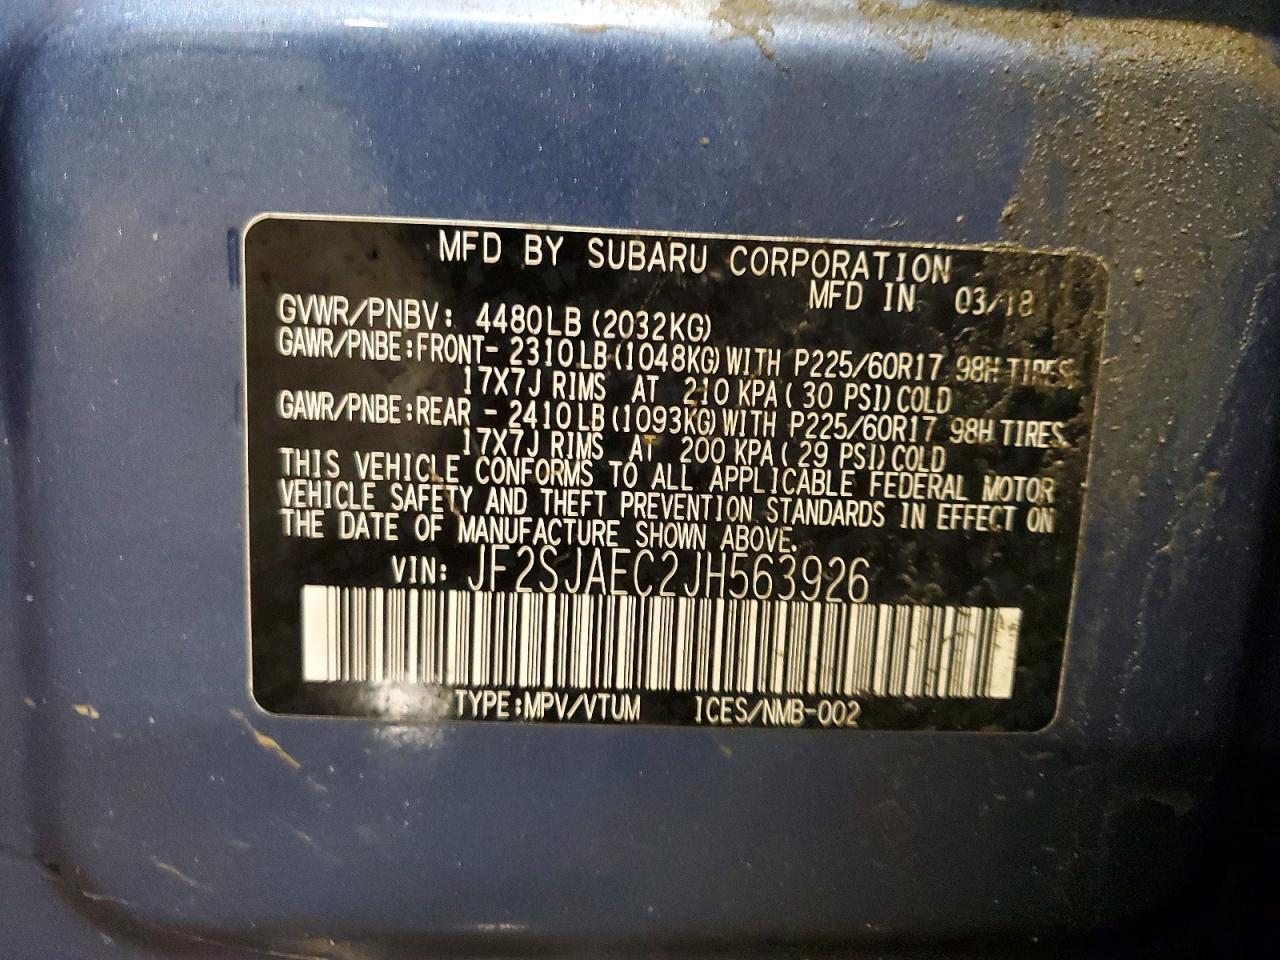 MFD BY SUBARU CORPORATION
MFD IN 03/18
GVWR/PNBV: 4480LB (2032KG)
GAWR/PNBE:FRONT- 2310LB (1048KG) WITH P225/60R17 98H TIRES,
17X7J RIMS AT 210 KPA ( 30 PSI) COLD
GAWR/PNBE:REAR - 2410LB (1093KG) WITH P225/60R17 98H TIRES,
17X7J RIMS AT 200 KPA ( 29 PSI) COLD
THIS VEHICLE CONFORMS TO ALL APPLICABLE FEDERAL MOTOR
VEHICLE SAFETY AND THEFT PREVENTION STANDARDS IN EFFECT ON
THE DATE OF MANUFACTURE SHOWN ABOVE.
VIN: JF2SJAEC2JH563926
TYPE:MPV/VTUM ICES/NMB-002